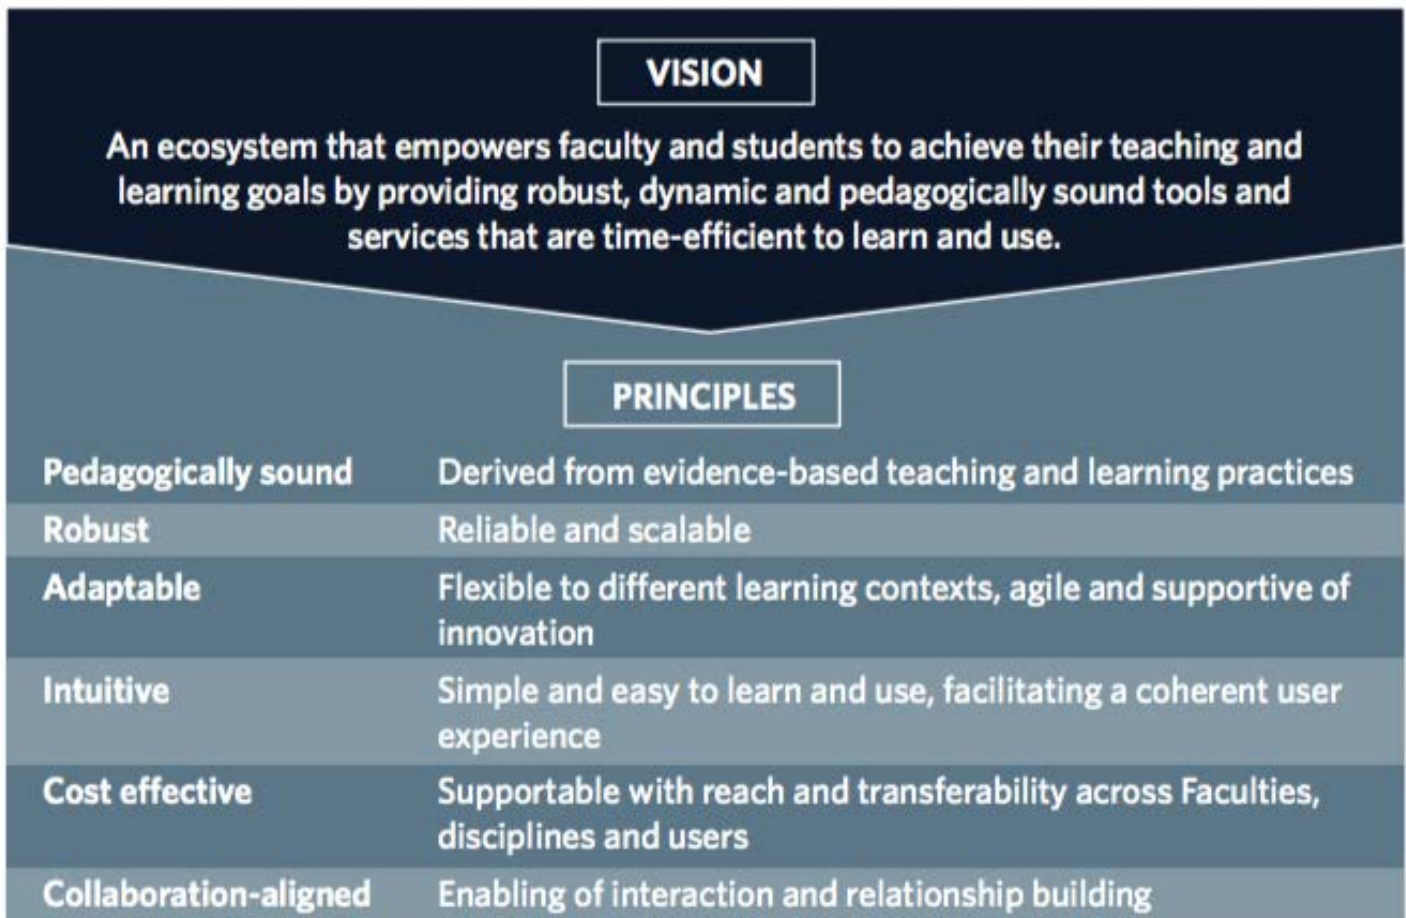 VISION
An ecosystem that empowers faculty and students to achieve their teaching and
learning goals by providing robust, dynamic and pedagogically sound tools and
services that are time-efficient to learn and use.
PRINCIPLES
Pedagogically sound Derived from evidence-based teaching and learning practices
Robust Reliable and scalable
Adaptable Flexible to different learning contexts, agile and supportive of
innovation
Intuitive Simple and easy to learn and use, facilitating a coherent user
experience
Cost effective Supportable with reach and transferability across Faculties,
disciplines and users
Collaboration-aligned Enabling of interaction and relationship building